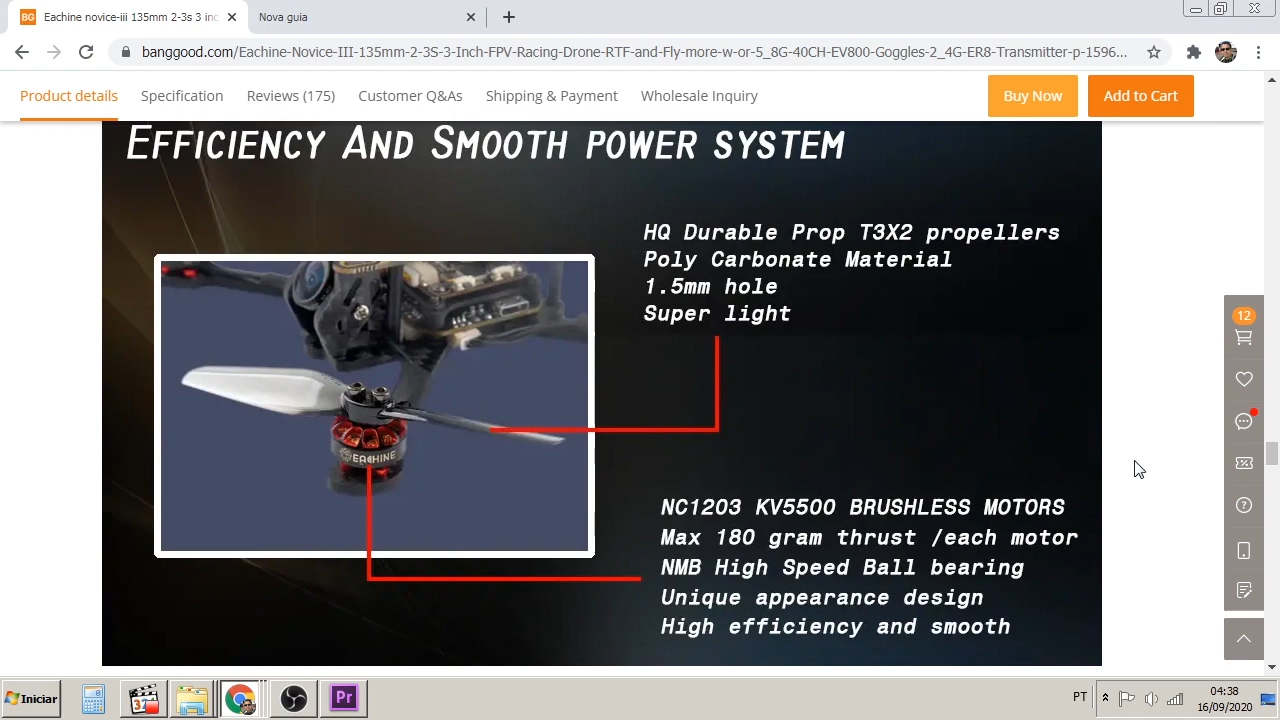 BG Eachine novice-iii 135mm 2-3s 3 inc
Nova guia
banggood.com/Eachine-Novice-III-135mm-2-3S-3-Inch-FPV-Racing-Drone-RTF-and-Fly-more-w-or-5_8G-40CH-EV800-Goggles-2_4G-ER8-Transmitter-p-1596...
Product details Specification Reviews (175) Customer Q&As Shipping & Payment Wholesale Inquiry Buy Now Add to Cart
EFFICIENCY AND SMOOTH POWER SYSTEM
HQ Durable Prop T3X2 propellers
Poly Carbonate Material
1.5mm hole
Super light
EACHINE
NC1203 KV5500 BRUSHLESS MOTORS
Max 180 gram thrust /each motor
NMB High Speed Ball bearing
Unique appearance design
High efficiency and smooth
12
Iniciar
32
Pr
PT
04:38
16/09/2020